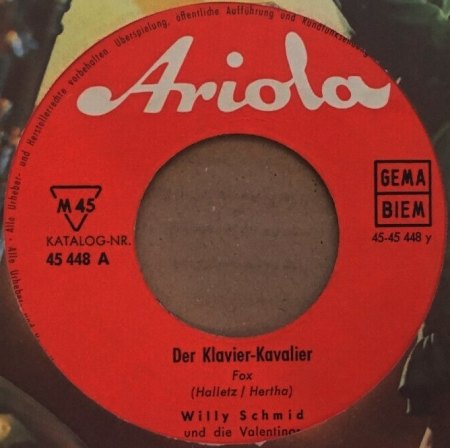 Alle Urheber- und Herstellerrechte vorbehalten. Überspielung, öffentliche Aufführung und Rundfunksendung
Ariola
M 45
KATALOG-NR.
45 448 A
GEMA
BIEM
45-45 448 y
Der Klavier-Kavalier
Fox
(Halletz / Hertha)
Willy Schmid
und die Valentinos